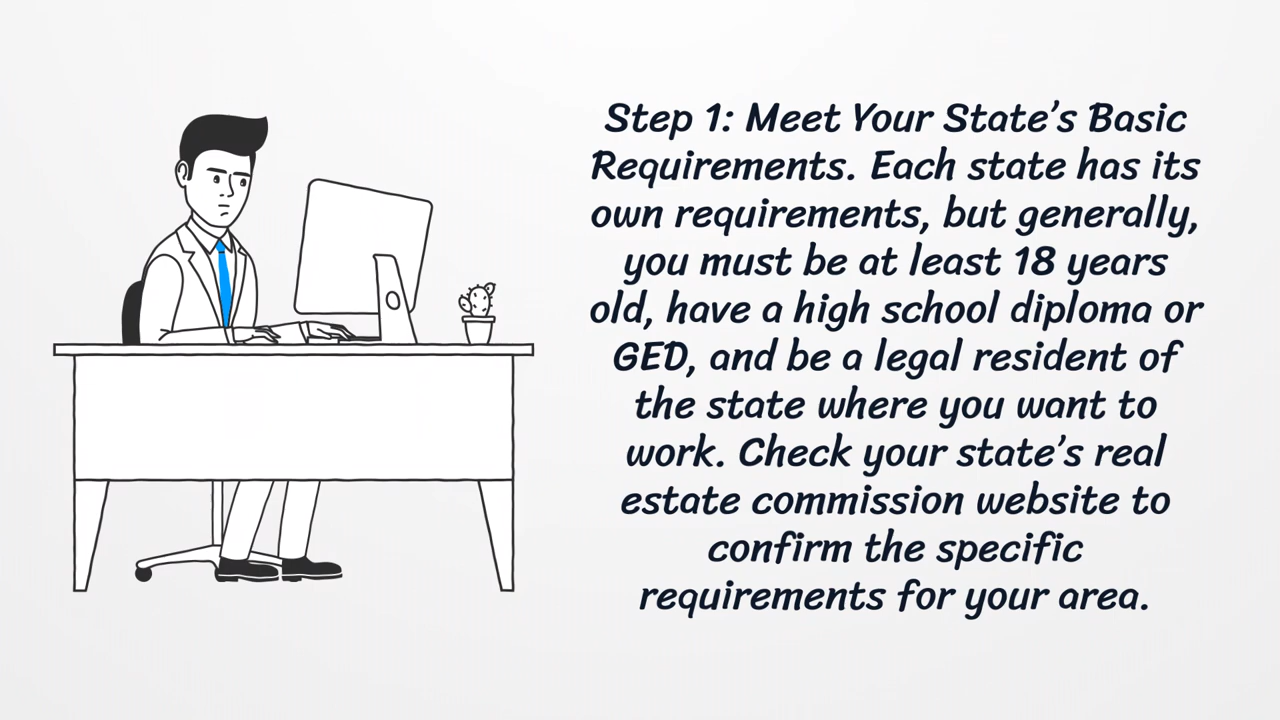 Step 1: Meet Your State’s Basic
Requirements. Each state has its
own requirements, but generally,
you must be at least 18 years
old, have a high school diploma or
GED, and be a legal resident of
the state where you want to
work. Check your state’s real
estate commission website to
confirm the specific
requirements for your area.